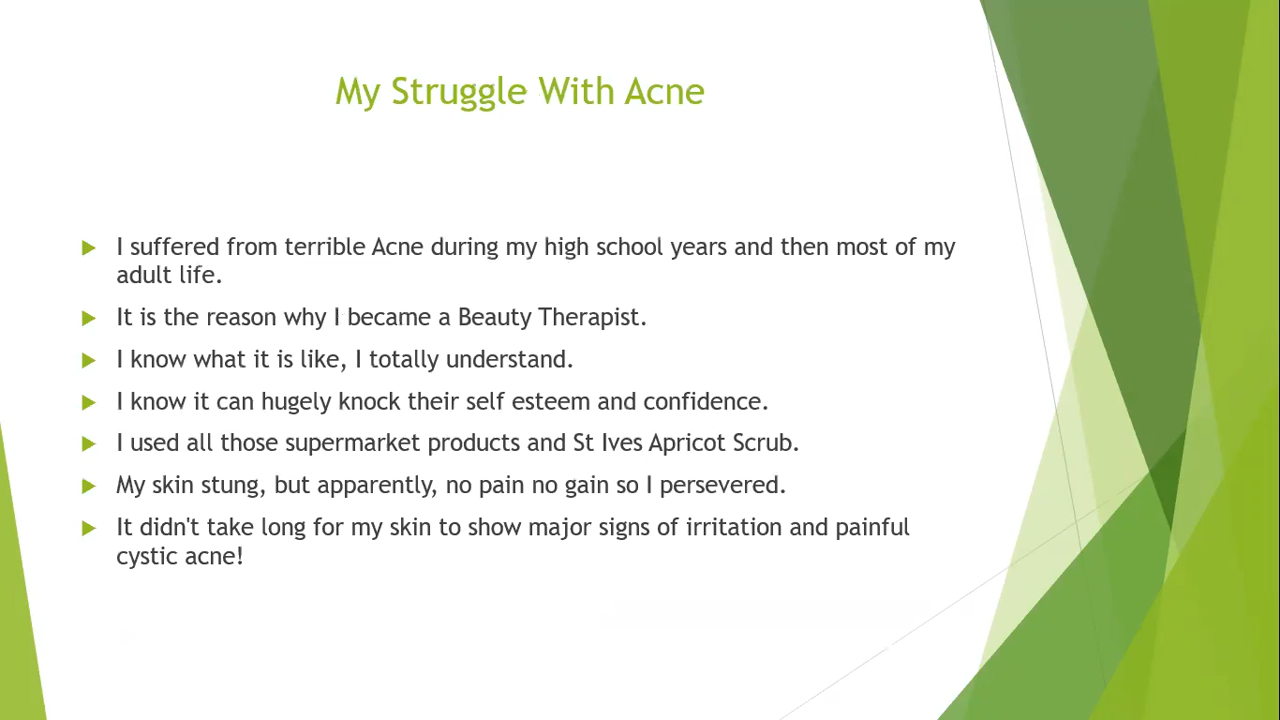 My Struggle With Acne
I suffered from terrible Acne during my high school years and then most of my
adult life.
It is the reason why I became a Beauty Therapist.
I know what it is like, I totally understand.
I know it can hugely knock their self esteem and confidence.
I used all those supermarket products and St Ives Apricot Scrub.
My skin stung, but apparently, no pain no gain so I persevered.
It didn't take long for my skin to show major signs of irritation and painful
cystic acne!